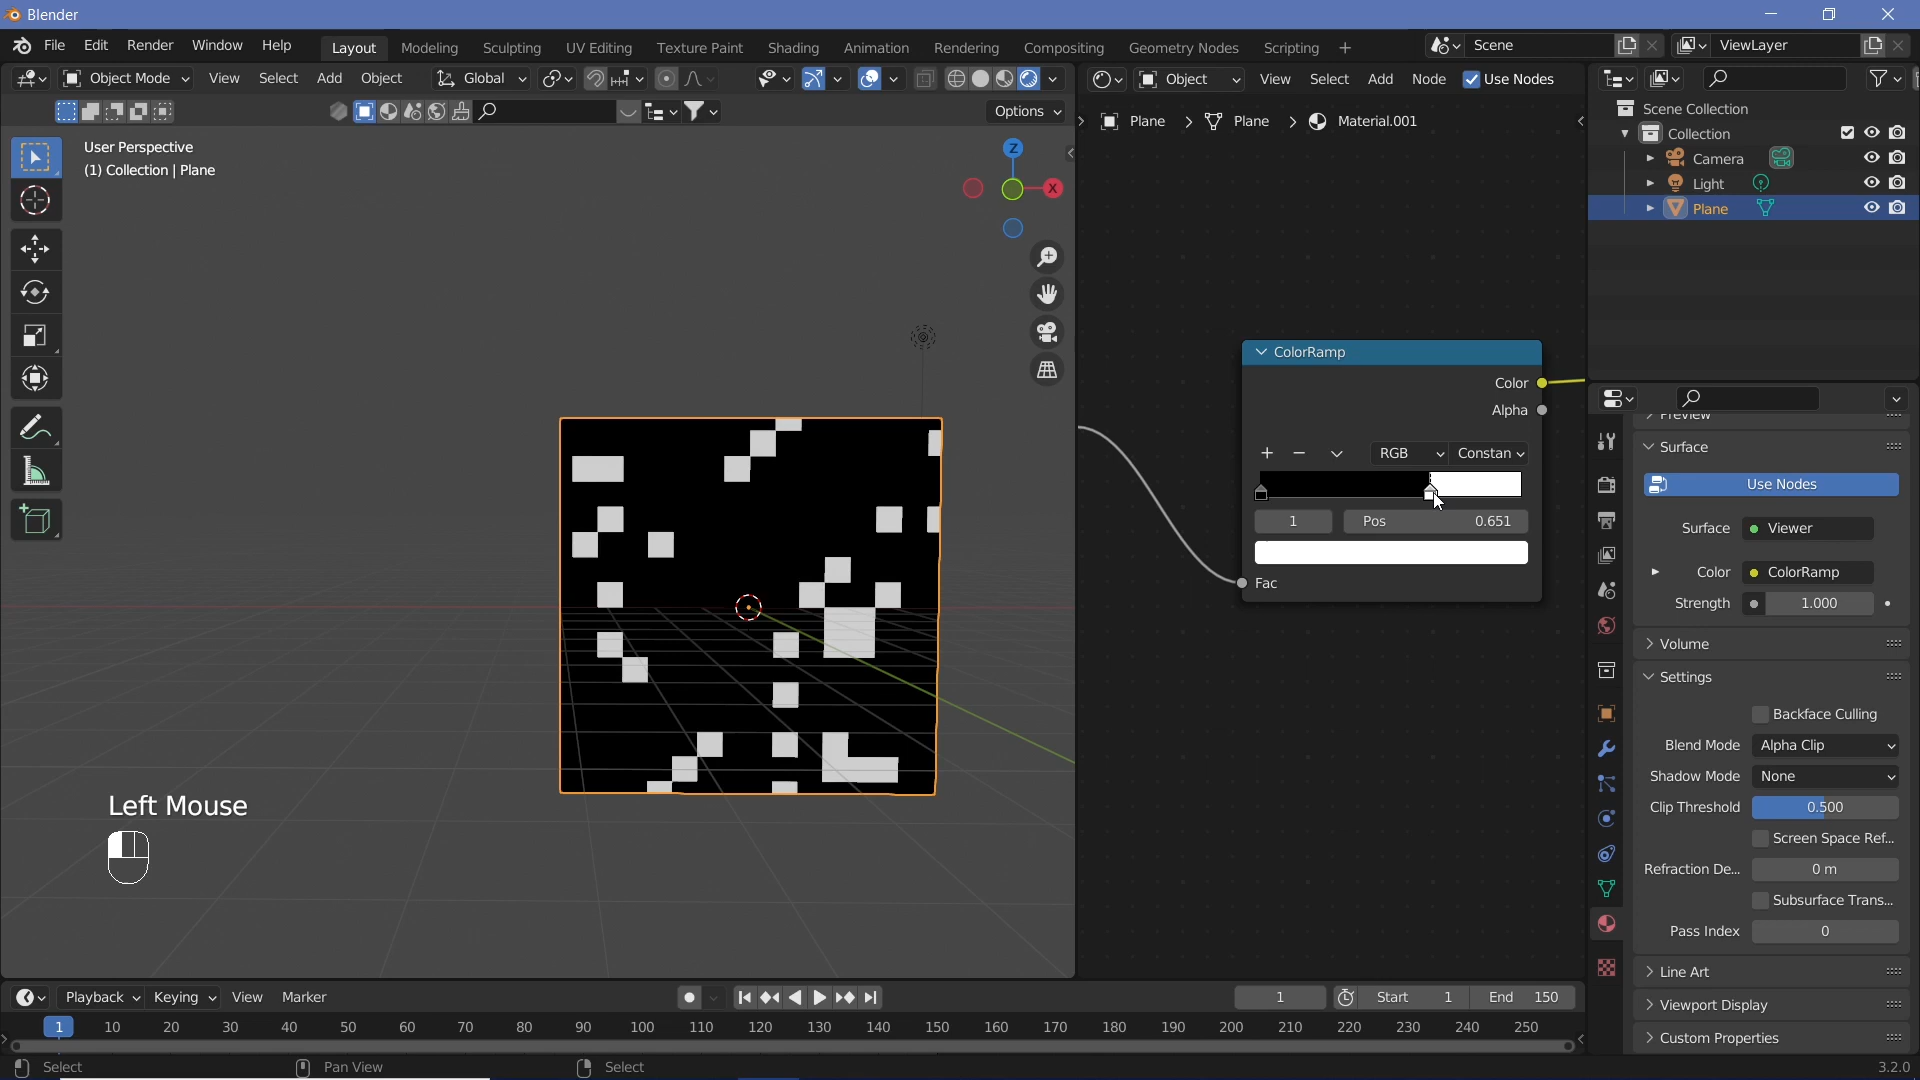 Blender
File Edit Render Window Help
Layout Modeling Sculpting UV Editing Texture Paint Shading Animation Rendering Compositing Geometry Nodes Scripting +
Scene
ViewLayer
Object Mode View Select Add Object Global
Object View Select Add Node Use Nodes
Options
Plane > Plane > Material.001
User Perspective
(1) Collection | Plane
Z
X
Scene Collection
Collection
Camera
Light
Plane
ColorRamp
Color
Alpha
RGB Constan
1 Pos 0.651
Fac
Preview
Surface
Use Nodes
Surface Viewer
Color ColorRamp
Strength 1.000
Volume
Settings
Backface Culling
Blend Mode Alpha Clip
Shadow Mode None
Clip Threshold 0.500
Screen Space Ref...
Refraction De... 0 m
Subsurface Trans...
Pass Index 0
Line Art
Viewport Display
Custom Properties
Left Mouse
Playback Keying View Marker
1 Start 1 End 150
1 10 20 30 40 50 60 70 80 90 100 110 120 130 140 150 160 170 180 190 200 210 220 230 240 250
Select Pan View Select
3.2.0